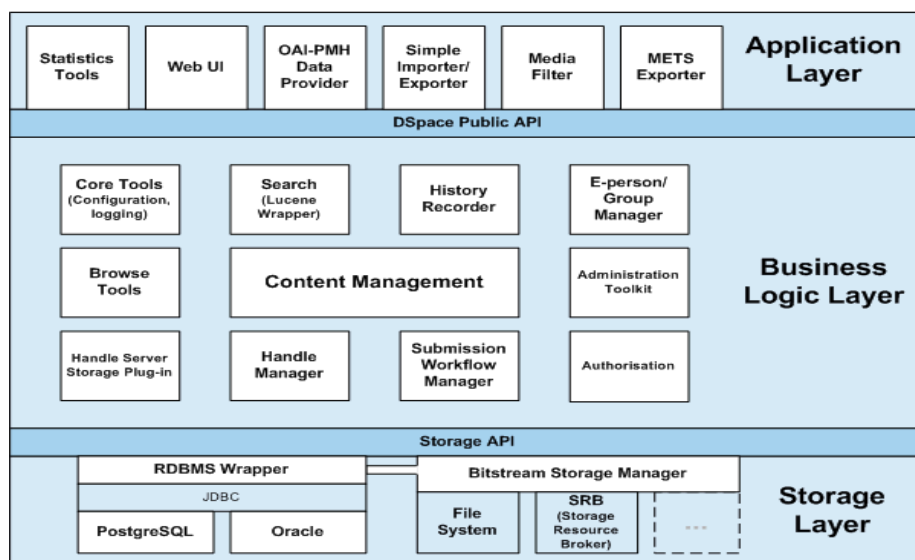 Statistics
Tools
Web UI
OAI-PMH
Data
Provider
Simple
Importer/
Exporter
Media
Filter
METS
Exporter
Application
Layer
DSpace Public API
Core Tools
(Configuration,
logging)
Search
(Lucene
Wrapper)
History
Recorder
E-person/
Group
Manager
Browse
Tools
Content Management
Administration
Toolkit
Business
Logic Layer
Handle Server
Storage Plug-in
Handle
Manager
Submission
Workflow
Manager
Authorisation
Storage API
RDBMS Wrapper
JDBC
PostgreSQL
Oracle
Bitstream Storage Manager
File
System
SRB
(Storage
Resource
Broker)
...
Storage
Layer